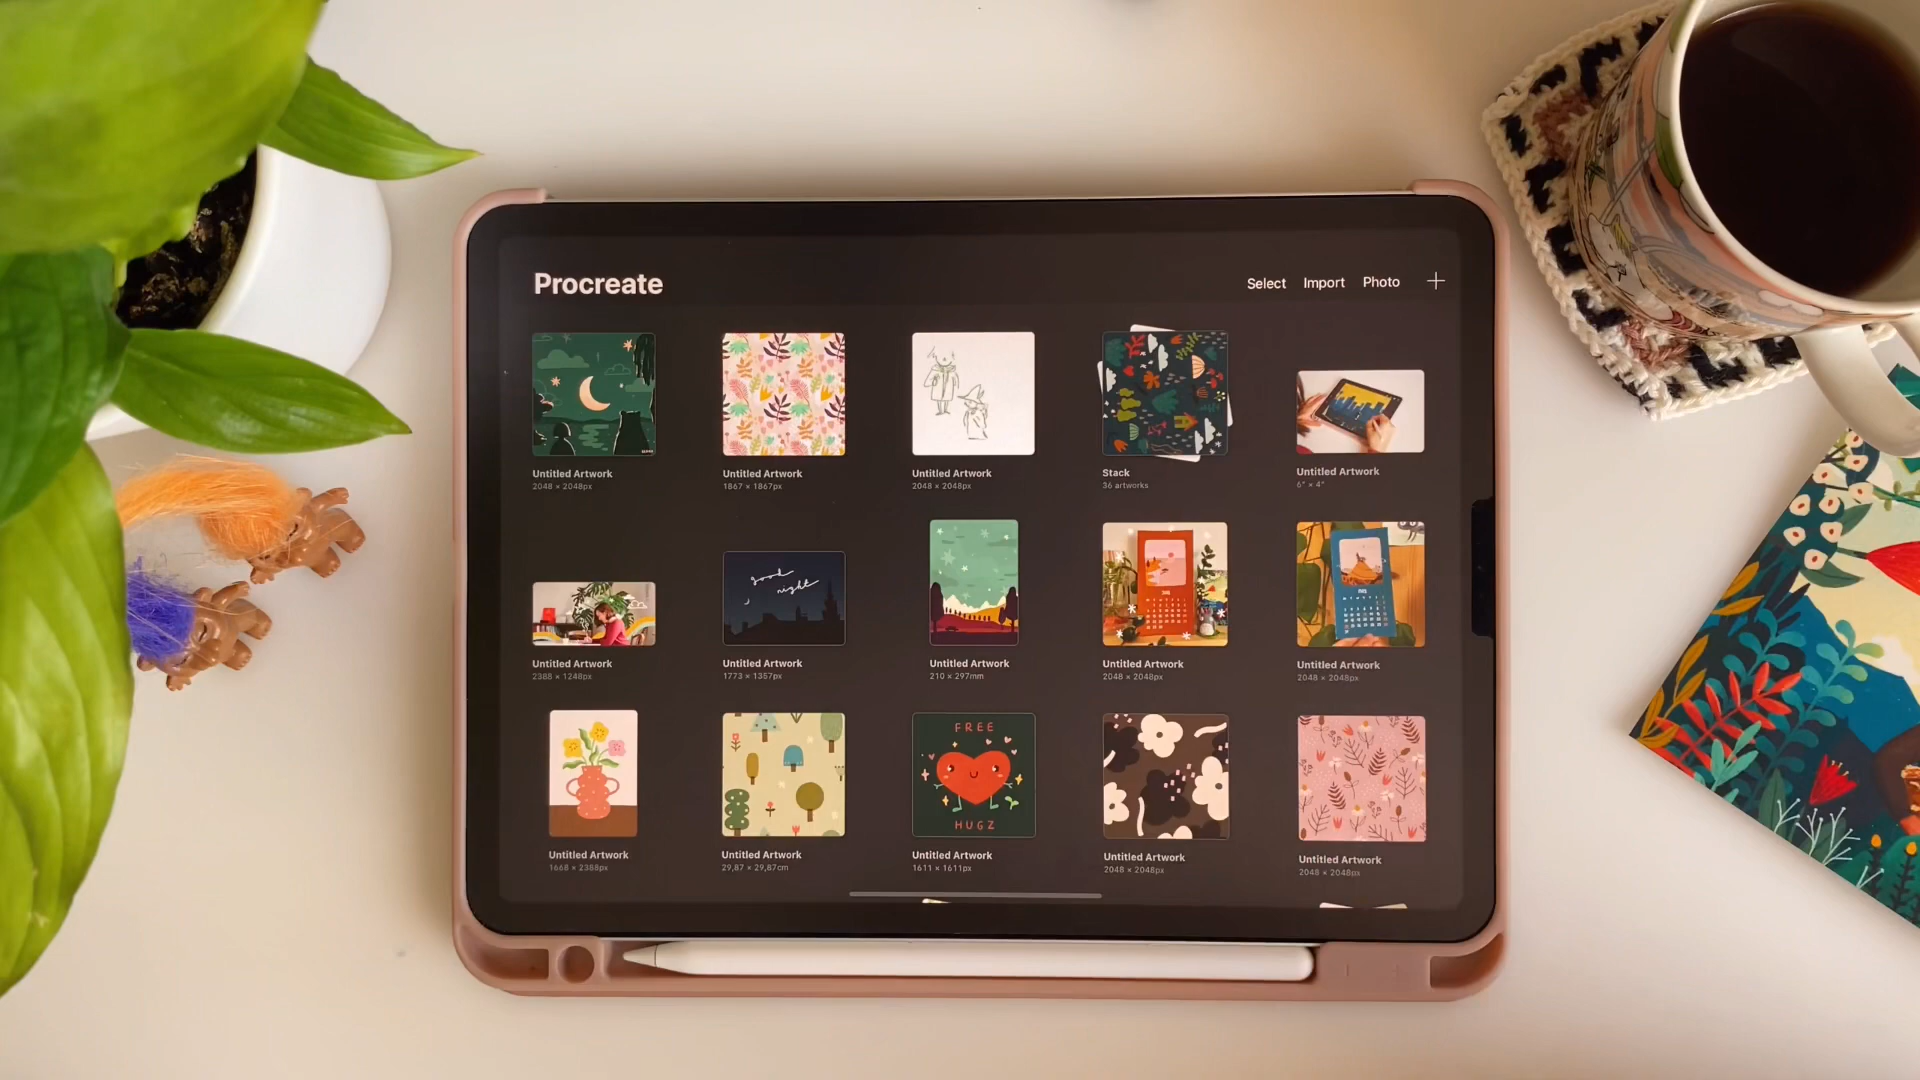 Procreate
Select Import Photo +
Untitled Artwork
2048 × 2048px
Untitled Artwork
1867 × 1867px
Untitled Artwork
2048 × 2048px
Stack
36 artworks
Untitled Artwork
6" × 4"
good
night
Untitled Artwork
2388 × 1248px
Untitled Artwork
1773 × 1357px
Untitled Artwork
210 × 297mm
Untitled Artwork
2048 × 2048px
Untitled Artwork
2048 × 2048px
FREE
HUGZ
Untitled Artwork
1668 × 2388px
Untitled Artwork
29,87 × 29,87cm
Untitled Artwork
1611 × 1611px
Untitled Artwork
2048 × 2048px
Untitled Artwork
2048 × 2048px